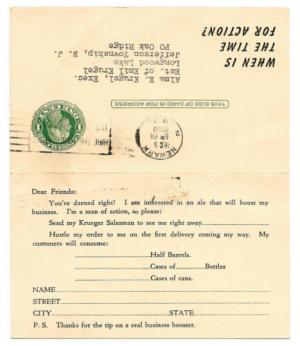 WHEN IS
THE TIME
FOR ACTION?
THIS SIDE OF CARD IS FOR ADDRESS
Alma E. Krugel, Exec.
Est. of Emil Krugel
Longwood Lake
Jefferson Township, N. J.
PO Oak Ridge
NEWARK
DEC 5
N. J.
Dear Friends:
You're darned right! I am interested in an ale that will boost my
business. I'm a man of action, so please:
Send my Krueger Salesman to see me right away.
Hustle my order to me on the first delivery coming my way. My
customers will consume:
Half Barrels.
Cases of Bottles
Cases of cans.
NAME
STREET
CITY STATE
P. S. Thanks for the tip on a real business booster.